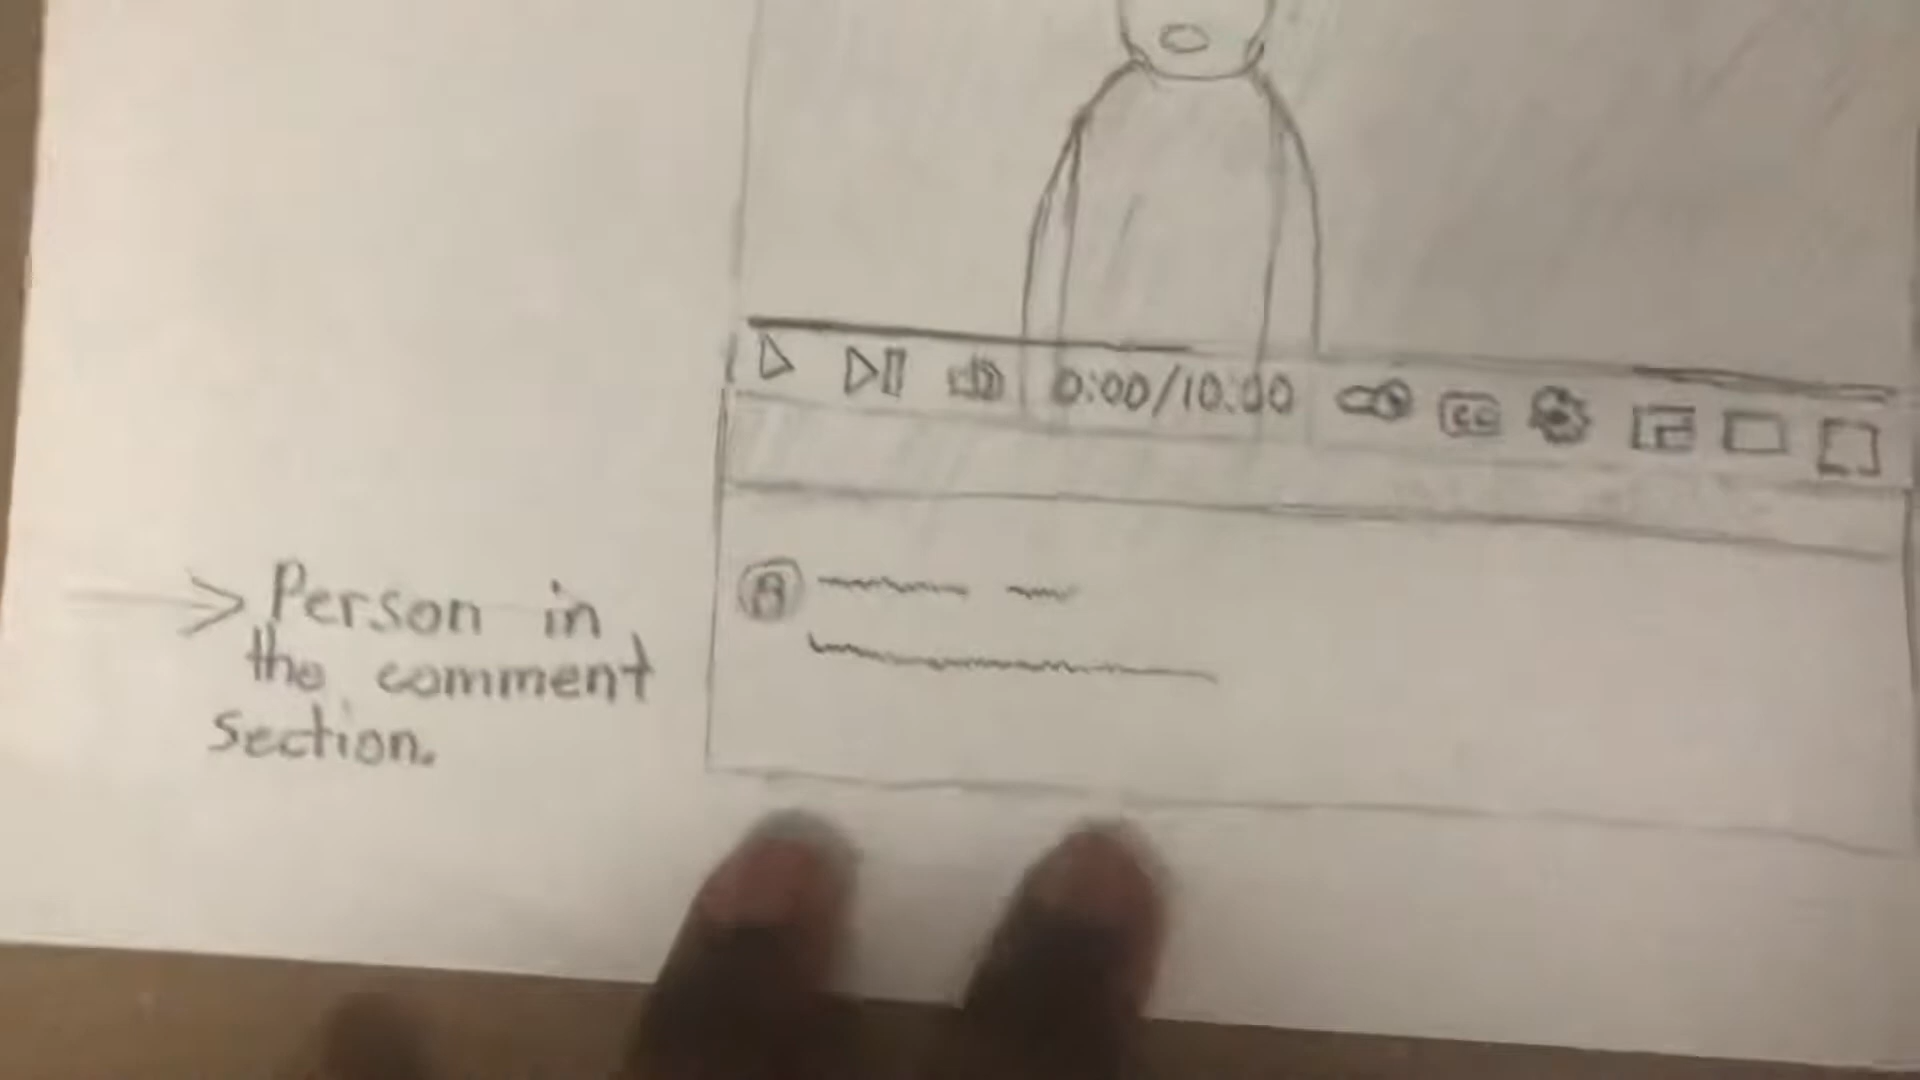 0:00/10:00
CC
Person in
the comment
section.